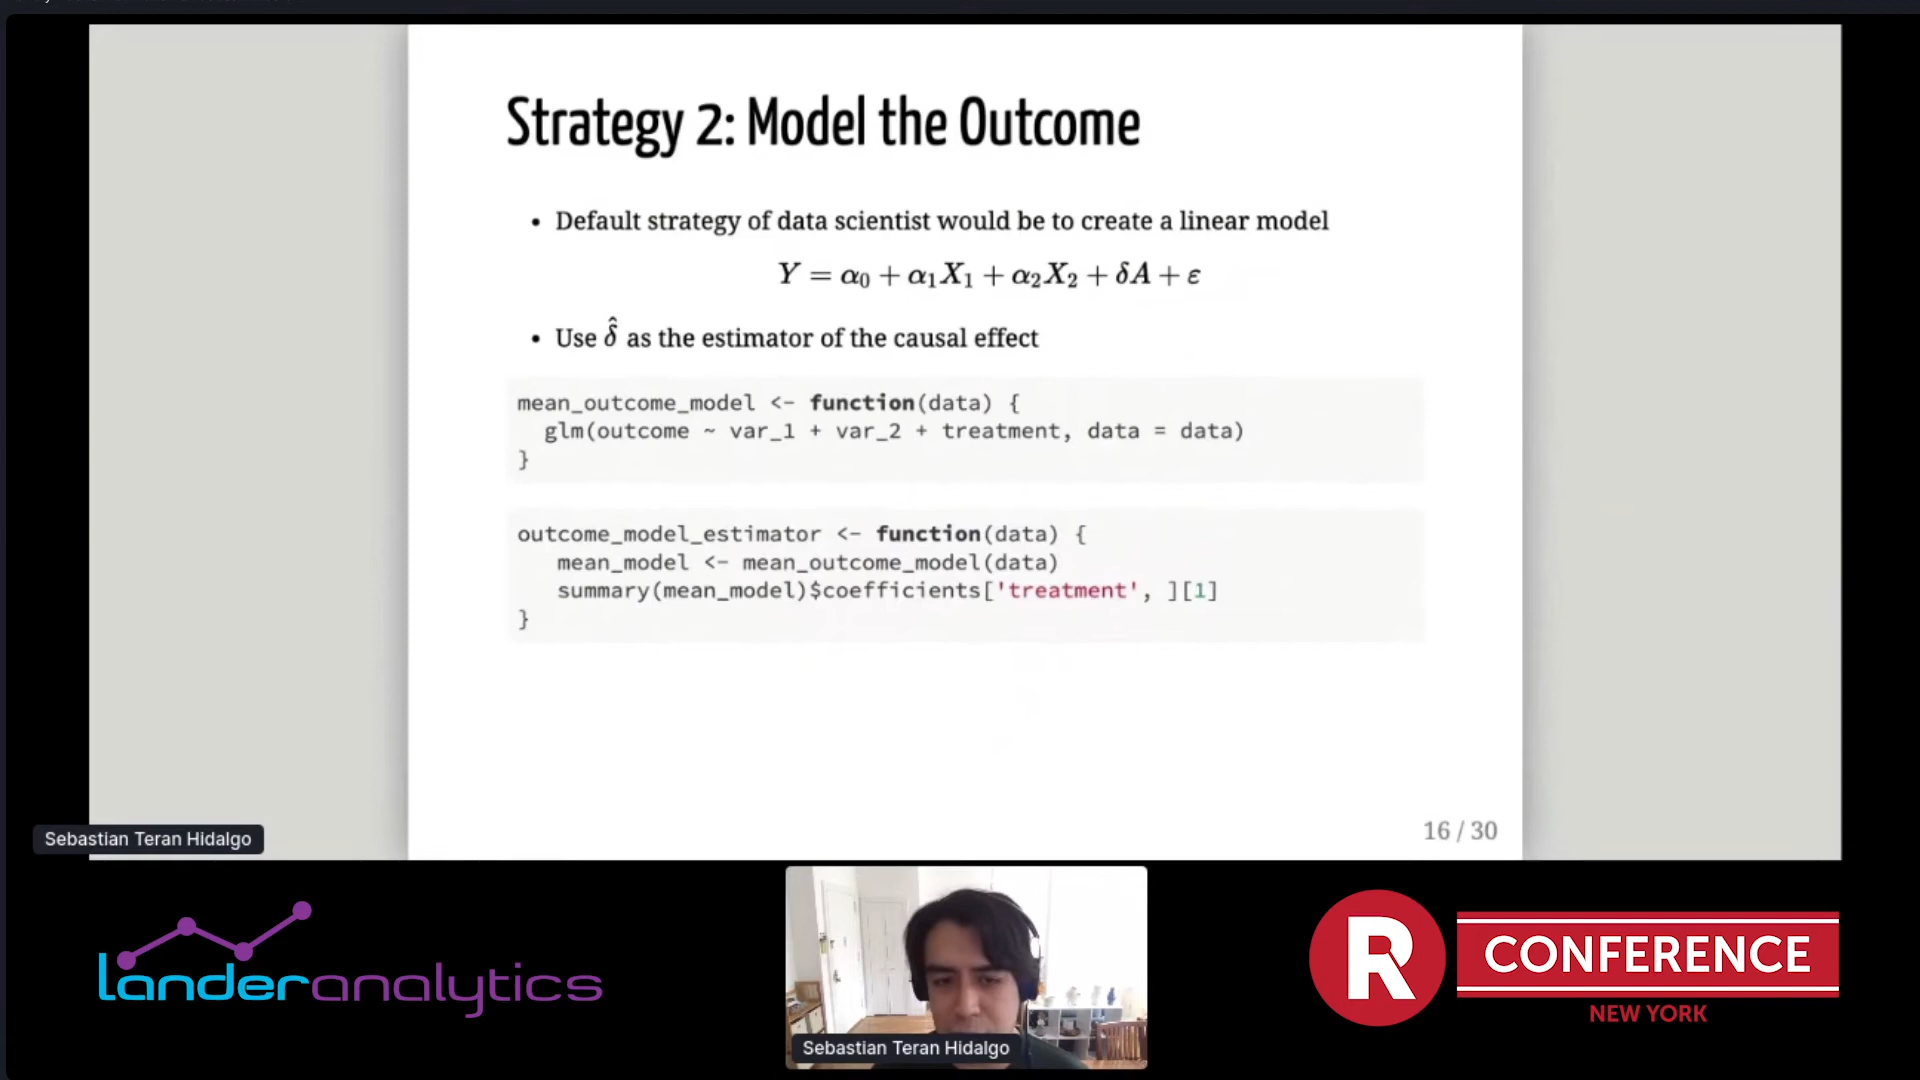 Strategy 2: Model the Outcome
• Default strategy of data scientist would be to create a linear model
Y = α₀ + α₁X₁ + α₂X₂ + δA + ε
• Use δ̂ as the estimator of the causal effect
mean_outcome_model <- function(data) {
glm(outcome ~ var_1 + var_2 + treatment, data = data)
}
outcome_model_estimator <- function(data) {
mean_model <- mean_outcome_model(data)
summary(mean_model)$coefficients['treatment', ][1]
}
16 / 30
Sebastian Teran Hidalgo
landeranalytics
Sebastian Teran Hidalgo
R CONFERENCE
NEW YORK